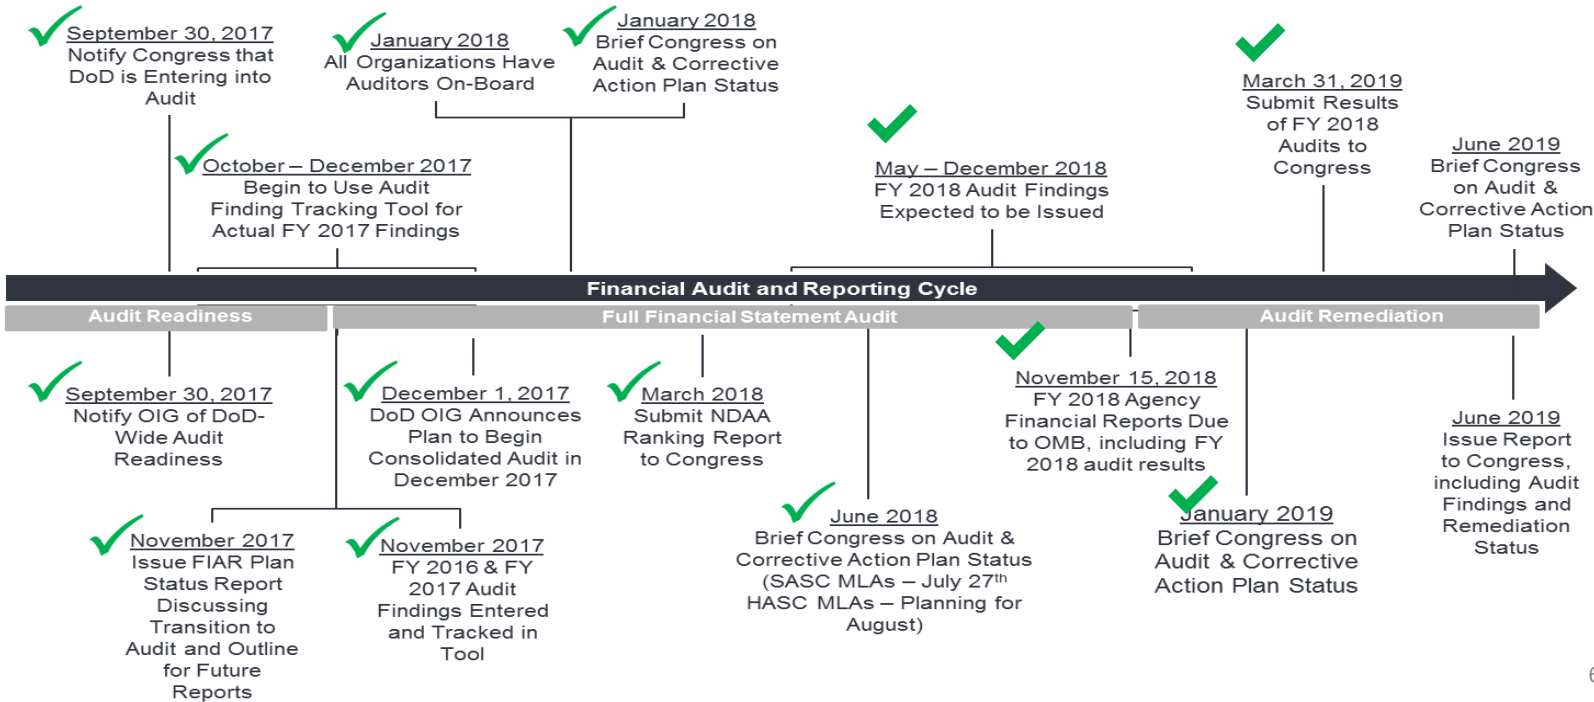 September 30, 2017
Notify Congress that
DoD is Entering into
Audit
January 2018
All Organizations Have
Auditors On-Board
January 2018
Brief Congress on
Audit & Corrective
Action Plan Status
October – December 2017
Begin to Use Audit
Finding Tracking Tool for
Actual FY 2017 Findings
May – December 2018
FY 2018 Audit Findings
Expected to be Issued
March 31, 2019
Submit Results
of FY 2018
Audits to
Congress
June 2019
Brief Congress
on Audit &
Corrective Action
Plan Status
Financial Audit and Reporting Cycle
Audit Readiness
Full Financial Statement Audit
Audit Remediation
September 30, 2017
Notify OIG of DoD-
Wide Audit
Readiness
December 1, 2017
DoD OIG Announces
Plan to Begin
Consolidated Audit in
December 2017
March 2018
Submit NDAA
Ranking Report
to Congress
November 15, 2018
FY 2018 Agency
Financial Reports Due
to OMB, including FY
2018 audit results
June 2019
Issue Report
to Congress,
including Audit
Findings and
Remediation
Status
November 2017
Issue FIAR Plan
Status Report
Discussing
Transition to
Audit and Outline
for Future
Reports
November 2017
FY 2016 & FY
2017 Audit
Findings Entered
and Tracked in
Tool
June 2018
Brief Congress on Audit &
Corrective Action Plan Status
(SASC MLAs – July 27th
HASC MLAs – Planning for
August)
January 2019
Brief Congress on
Audit & Corrective
Action Plan Status
6